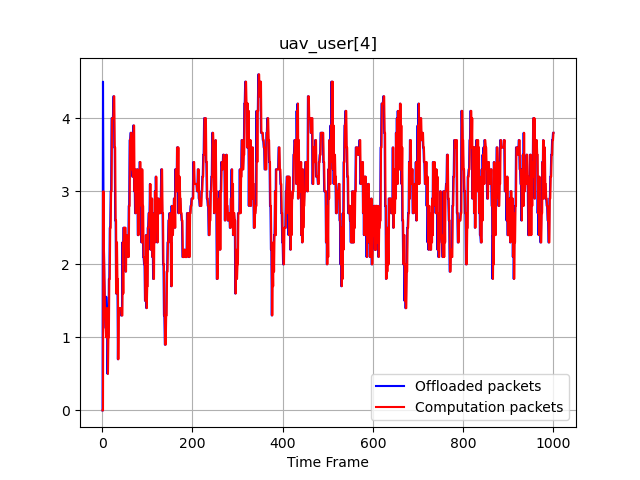 uav_user[4]
4
3
2
1
0
0 200 400 600 800 1000
Time Frame
Offloaded packets
Computation packets